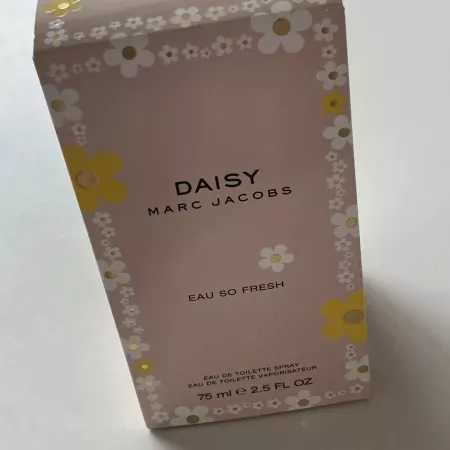 DAISY
MARC JACOBS
EAU SO FRESH
EAU DE TOILETTE SPRAY
EAU DE TOILETTE VAPORISATEUR
75 ml ℮ 2.5 FL OZ